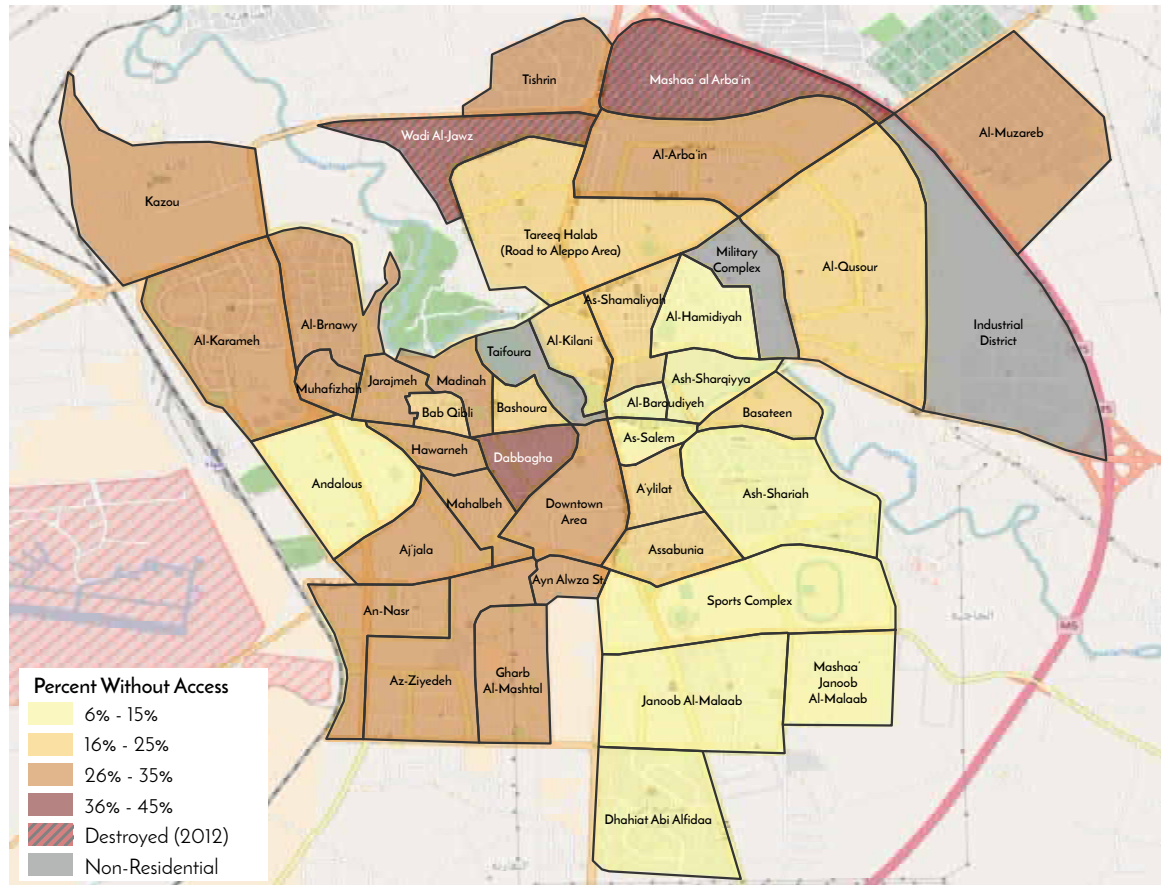 Tishrin
Mashaa' al Arba'in
Wadi Al-Jawz
Al-Muzareb
Al-Arba'in
Kazou
Tareeq Halab
(Road to Aleppo Area)
Military
Complex
Al-Qusour
As-Shamaliyah
Al-Hamidiyah
Al-Brnawy
Al-Karameh
Al-Kilani
Taifoura
Industrial
District
Muhafizhah
Jarajmeh
Madinah
Ash-Sharqiyya
Bab Qibli
Bashoura
Al-Baroudiyeh
Basateen
As-Salem
Hawarneh
Dabbagha
Andalous
A'ylilat
Ash-Shariah
Mahalbeh
Downtown
Area
Aj'jala
Assabunia
Ayn Alwza St.
An-Nasr
Sports Complex
Az-Ziyedeh
Gharb
Al-Mashtal
Janoob Al-Malaab
Mashaa'
Janoob
Al-Malaab
Dhahiat Abi Alfidaa
M5
Percent Without Access
6% - 15%
16% - 25%
26% - 35%
36% - 45%
Destroyed (2012)
Non-Residential